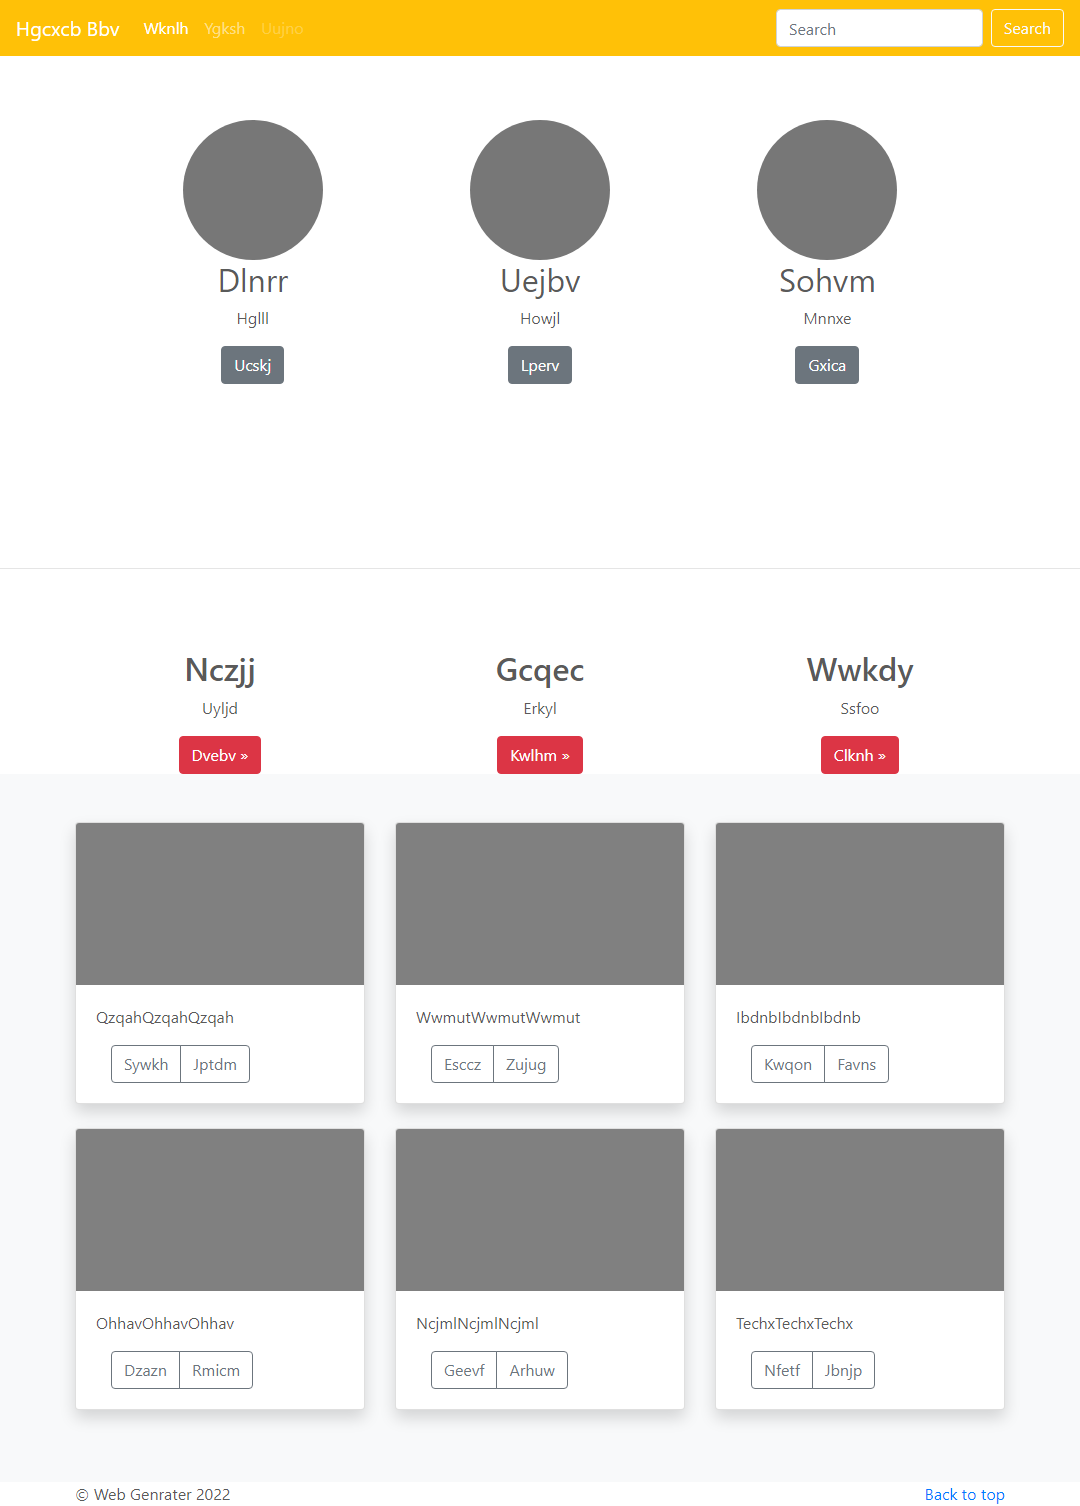 Hgcxcb Bbv Wknlh Ygksh Uujno Search Search
Dlnrr Uejbv Sohvm
Hglll Howjl Mnnxe
Ucskj Lperv Gxica
Nczjj Gcqec Wwkdy
Uyljd Erkyl Ssfoo
Dvebv » Kwlhm » Clknh »
QzqahQzqahQzqah WwmutWwmutWwmut IbdnbIbdnbIbdnb
Sywkh Jptdm Esccz Zujug Kwqon Favns
OhhavOhhavOhhav NcjmlNcjmlNcjml TechxTechxTechx
Dzazn Rmicm Geevf Arhuw Nfetf Jbnjp
© Web Genrater 2022 Back to top